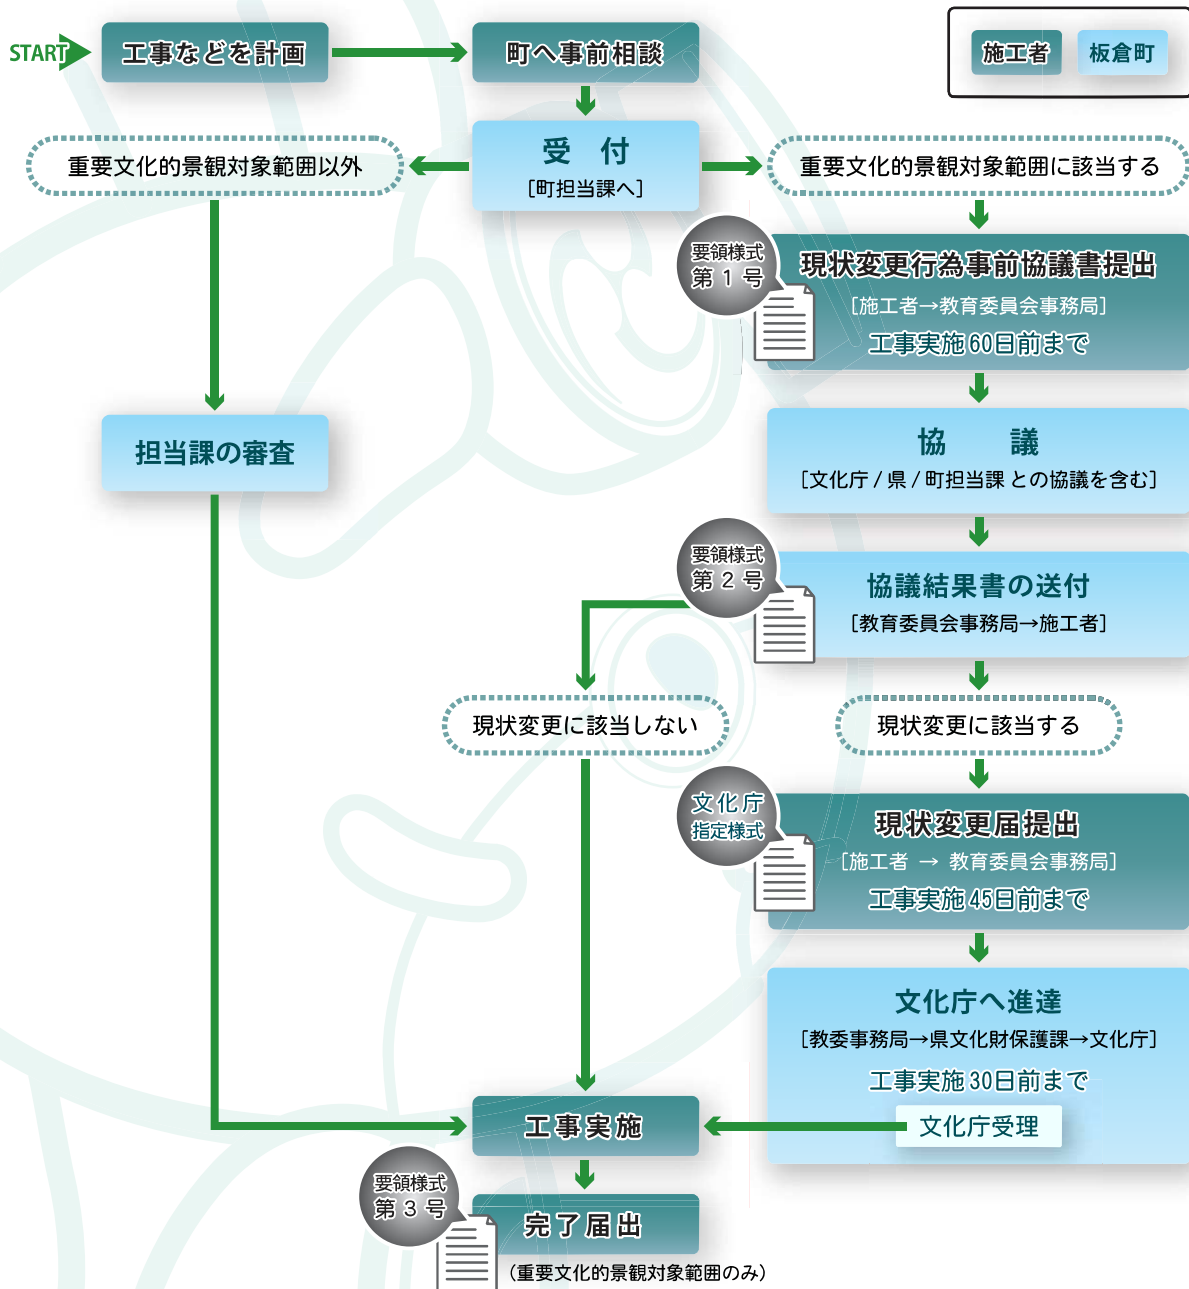 START
工事などを計画
町へ事前相談
施工者
板倉町
受　付
[町担当課へ]
重要文化的景観対象範囲以外
重要文化的景観対象範囲に該当する
要領様式
第 1 号
現状変更行為事前協議書提出
[施工者→教育委員会事務局]
工事実施60日前まで
担当課の審査
協　　議
[文化庁 / 県 / 町担当課 との協議を含む]
要領様式
第 2 号
協議結果書の送付
[教育委員会事務局→施工者]
現状変更に該当しない
現状変更に該当する
文化庁
指定様式
現状変更届提出
[施工者 → 教育委員会事務局]
工事実施45日前まで
文化庁へ進達
[教委事務局→県文化財保護課→文化庁]
工事実施30日前まで
文化庁受理
工事実施
要領様式
第 3 号
完了届出
(重要文化的景観対象範囲のみ)